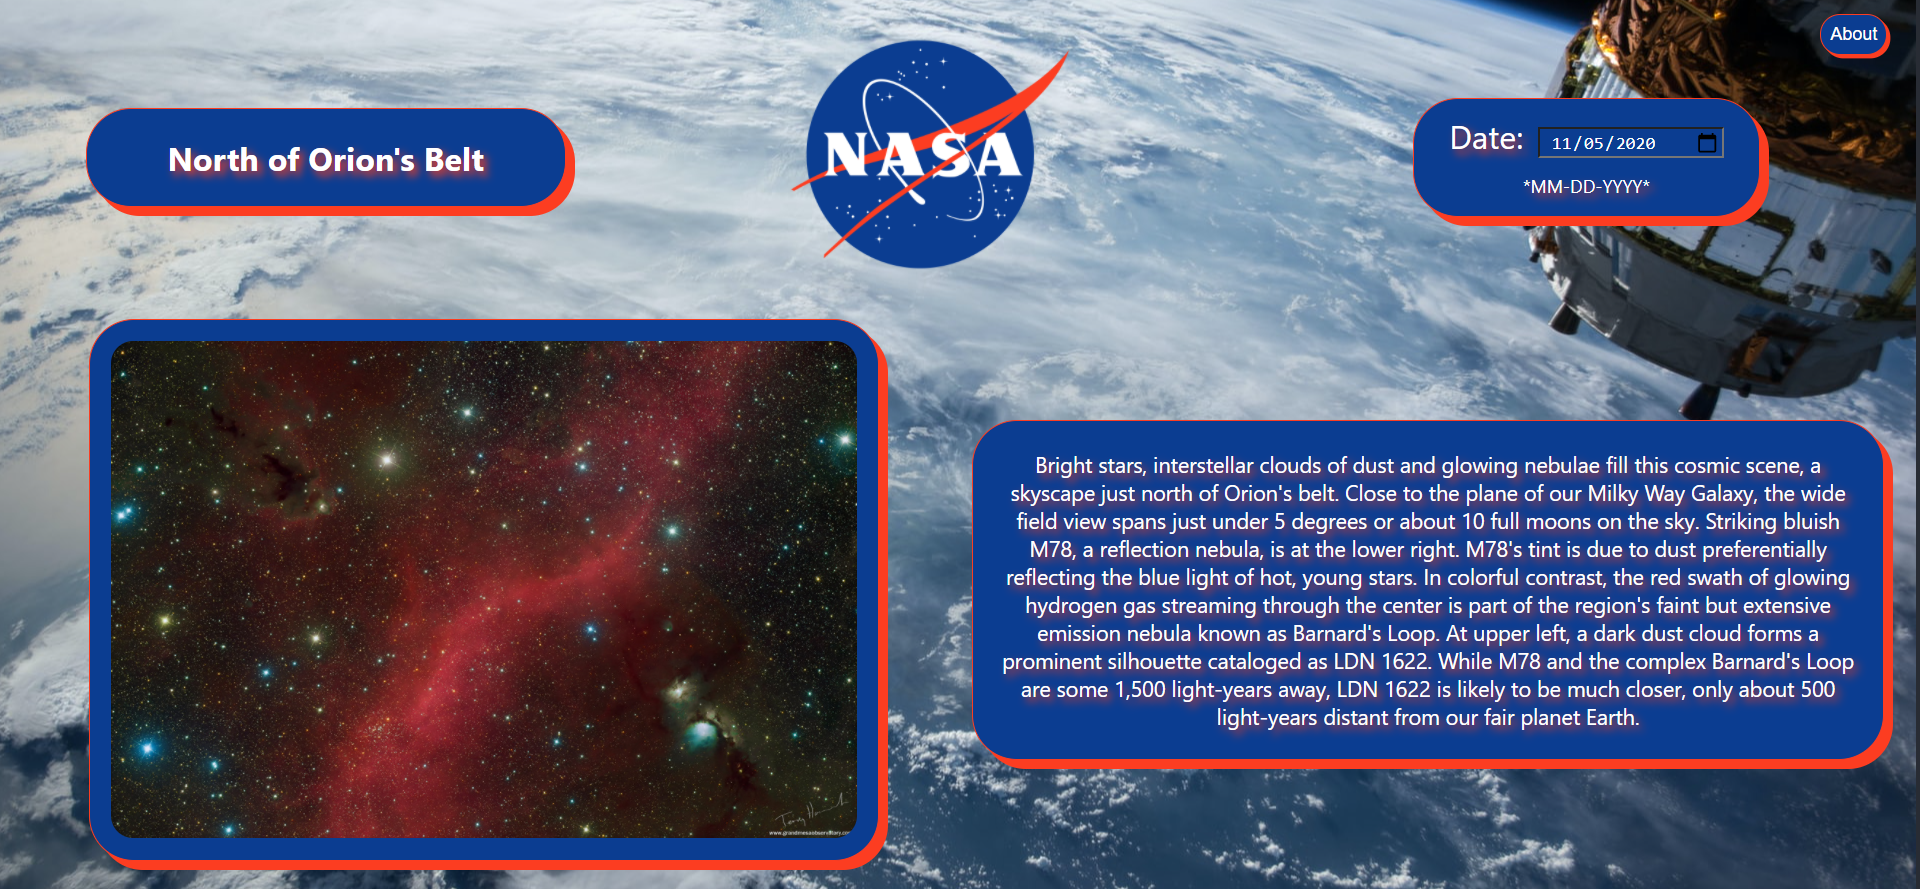 About
North of Orion's Belt
NASA
Date: 11/05/2020
*MM-DD-YYYY*
Bright stars, interstellar clouds of dust and glowing nebulae fill this cosmic scene, a
skyscape just north of Orion's belt. Close to the plane of our Milky Way Galaxy, the wide
field view spans just under 5 degrees or about 10 full moons on the sky. Striking bluish
M78, a reflection nebula, is at the lower right. M78's tint is due to dust preferentially
reflecting the blue light of hot, young stars. In colorful contrast, the red swath of glowing
hydrogen gas streaming through the center is part of the region's faint but extensive
emission nebula known as Barnard's Loop. At upper left, a dark dust cloud forms a
prominent silhouette cataloged as LDN 1622. While M78 and the complex Barnard's Loop
are some 1,500 light-years away, LDN 1622 is likely to be much closer, only about 500
light-years distant from our fair planet Earth.